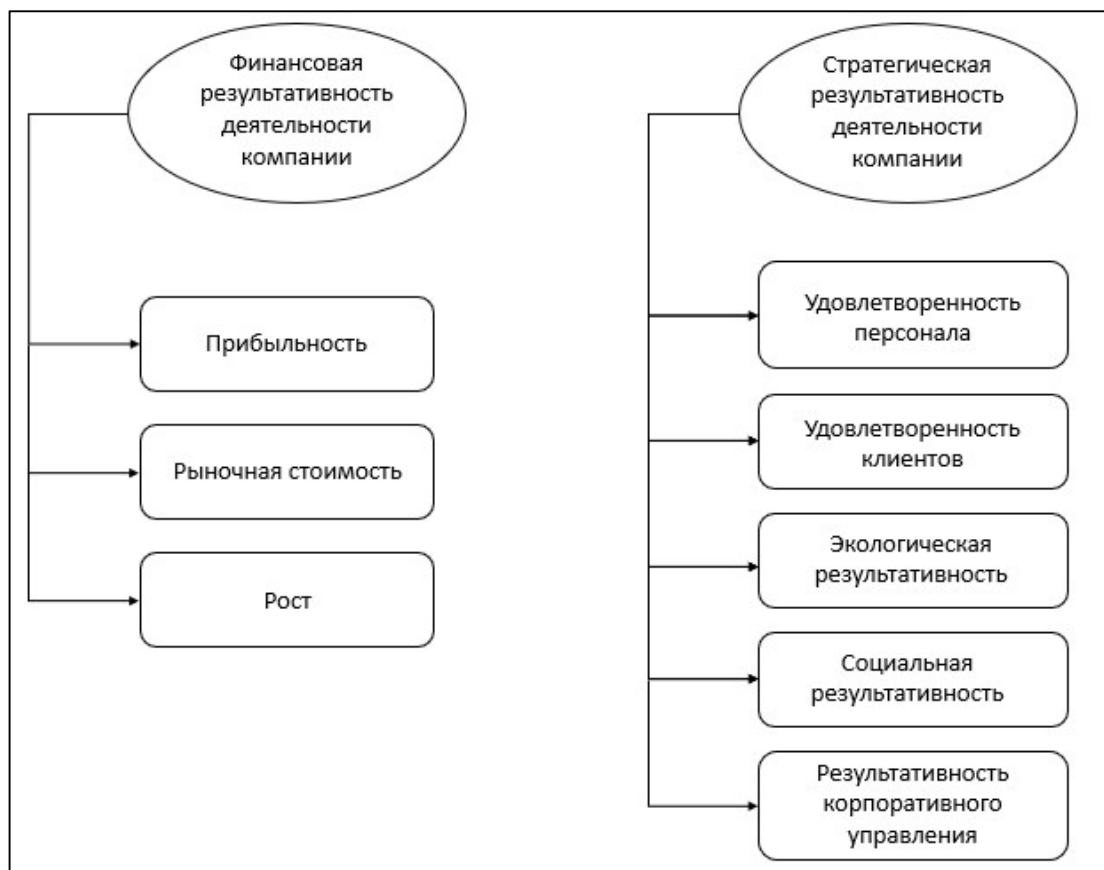 Финансовая
результативность
деятельности
компании
Прибыльность
Рыночная стоимость
Рост
Стратегическая
результативность
деятельности
компании
Удовлетворенность
персонала
Удовлетворенность
клиентов
Экологическая
результативность
Социальная
результативность
Результативность
корпоративного
управления